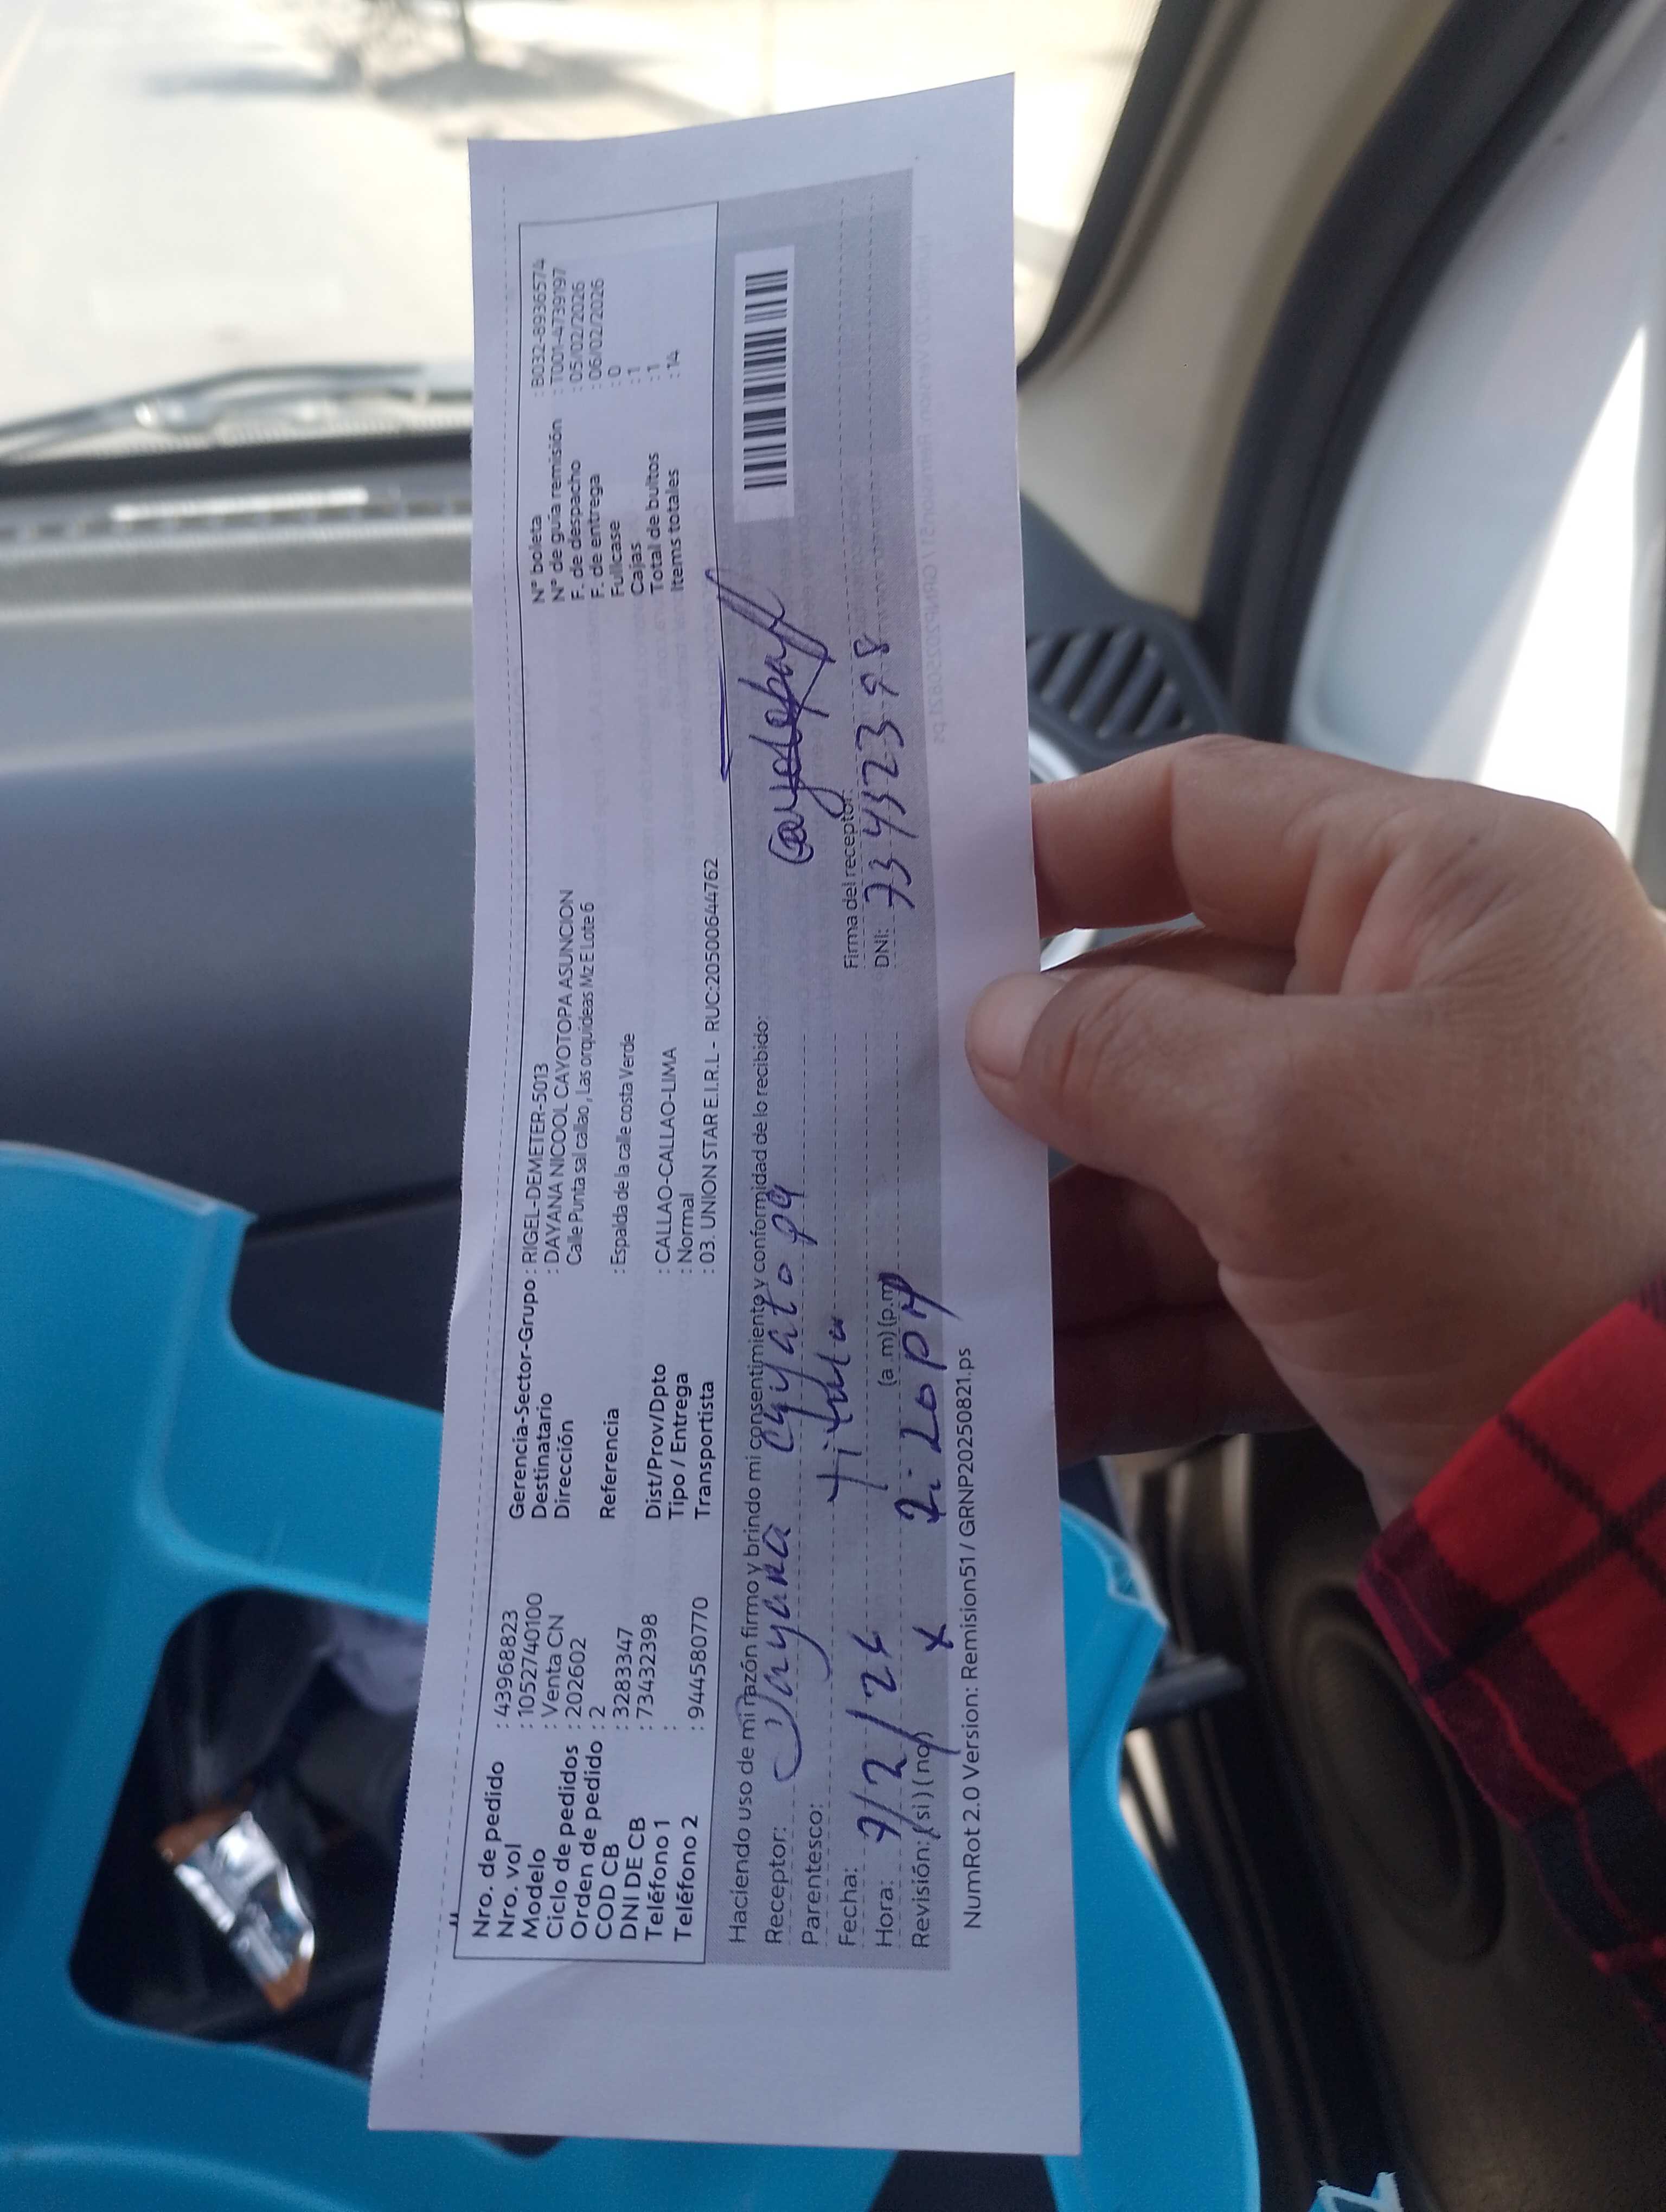 Nro. de pedido : 43968823
Nro. vol : 1052740100
Modelo : Venta CN
Ciclo de pedidos : 202602
Orden de pedido : 2
COD CB : 3283347
DNI DE CB : 73432398
Teléfono 1 :
Teléfono 2 : 944580770
Gerencia-Sector-Grupo : RIGEL-DEMETER-5013
Destinatario : DAYANA NICOOL CAYOTOPA ASUNCION
Dirección Calle Punta sal callao , Las orquideas Mz E Lote 6
Referencia : Espalda de la calle costa Verde
Dist/Prov/Dpto : CALLAO-CALLAO-LIMA
Tipo / Entrega : Normal
Transportista : 03. UNION STAR E.I.R.L - RUC:20500644762
N° boleta : B032-8936574
N° de guía remisión : T001-4739197
F. de despacho : 05/02/2026
F. de entrega : 06/02/2026
Fullcase : 0
Cajas : 1
Total de bultos : 1
Items totales : 14
Haciendo uso de mi razón firmo y brindo mi consentimiento y conformidad de lo recibido:
Receptor: Dayana Cayatopa
Parentesco: titula
Fecha: 7/2/26
Hora: 2:20 PM (a .m) (p.m)
Revisión: (si) (no) x
Firma del receptor:
DNI: 73432398
NumRot 2.0 Version: Remision51 / GRNP20250821.ps